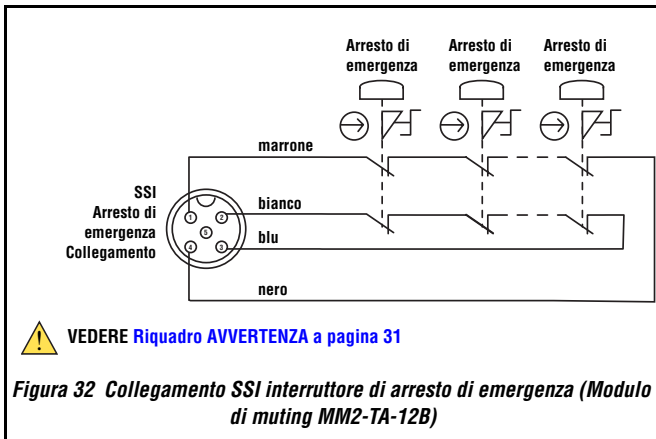 Arresto di
emergenza
Arresto di
emergenza
Arresto di
emergenza
marrone
SSI
Arresto di
emergenza
Collegamento
bianco
blu
nero
1
2
5
4
3
VEDERE Riquadro AVVERTENZA a pagina 31
Figura 32 Collegamento SSI interruttore di arresto di emergenza (Modulo
di muting MM2-TA-12B)